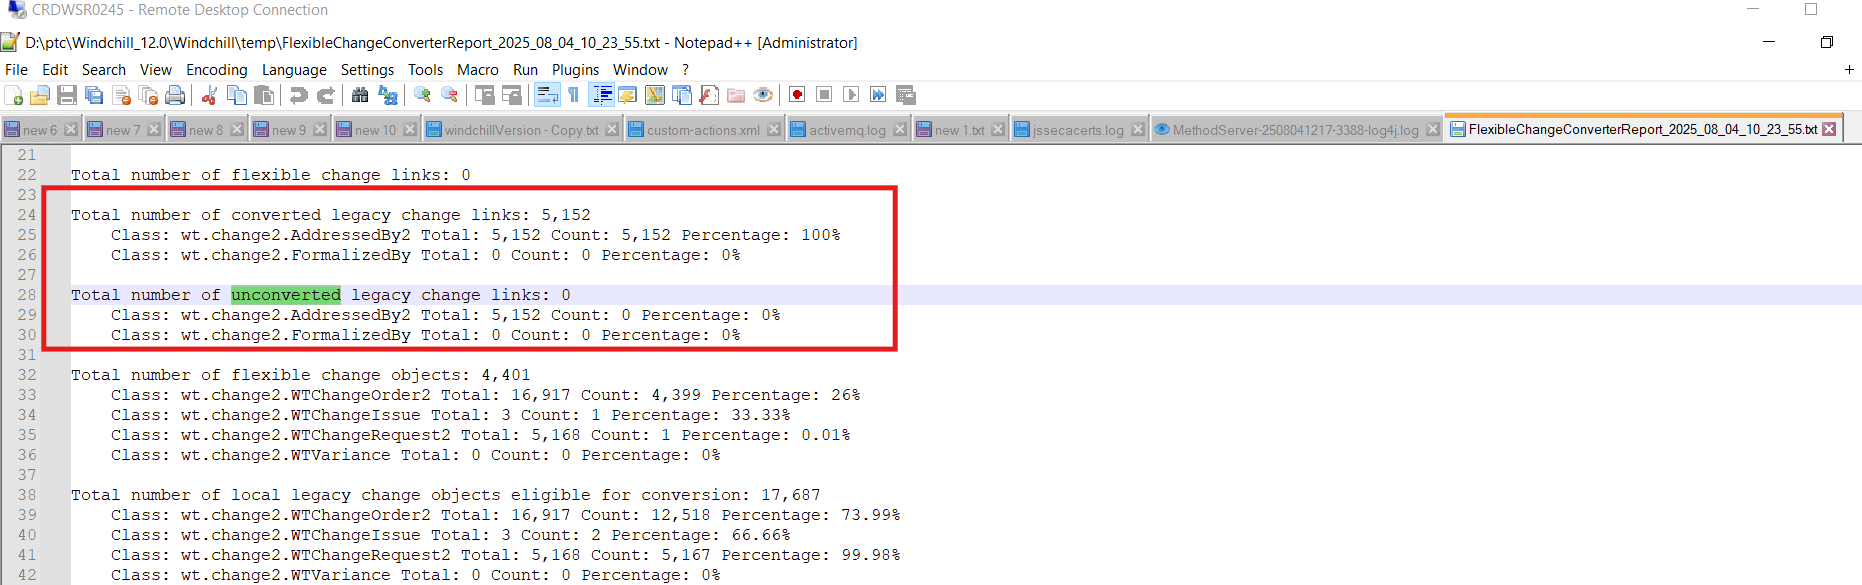 CRDWSR0245 - Remote Desktop Connection
D:\ptc\Windchill_12.0\Windchill\temp\FlexibleChangeConverterReport_2025_08_04_10_23_55.txt - Notepad++ [Administrator]
File Edit Search View Encoding Language Settings Tools Macro Run Plugins Window ?
new 6 new 7 new 8 new 9 new 10 windchillVersion - Copy.txt custom-actions.xml activemq.log new 1.txt jssecacerts.log MethodServer-2508041217-3388-log4j.log FlexibleChangeConverterReport_2025_08_04_10_23_55.txt
21
22 Total number of flexible change links: 0
23
24 Total number of converted legacy change links: 5,152
25 Class: wt.change2.AddressedBy2 Total: 5,152 Count: 5,152 Percentage: 100%
26 Class: wt.change2.FormalizedBy Total: 0 Count: 0 Percentage: 0%
27
28 Total number of unconverted legacy change links: 0
29 Class: wt.change2.AddressedBy2 Total: 5,152 Count: 0 Percentage: 0%
30 Class: wt.change2.FormalizedBy Total: 0 Count: 0 Percentage: 0%
31
32 Total number of flexible change objects: 4,401
33 Class: wt.change2.WTChangeOrder2 Total: 16,917 Count: 4,399 Percentage: 26%
34 Class: wt.change2.WTChangeIssue Total: 3 Count: 1 Percentage: 33.33%
35 Class: wt.change2.WTChangeRequest2 Total: 5,168 Count: 1 Percentage: 0.01%
36 Class: wt.change2.WTVariance Total: 0 Count: 0 Percentage: 0%
37
38 Total number of local legacy change objects eligible for conversion: 17,687
39 Class: wt.change2.WTChangeOrder2 Total: 16,917 Count: 12,518 Percentage: 73.99%
40 Class: wt.change2.WTChangeIssue Total: 3 Count: 2 Percentage: 66.66%
41 Class: wt.change2.WTChangeRequest2 Total: 5,168 Count: 5,167 Percentage: 99.98%
42 Class: wt.change2.WTVariance Total: 0 Count: 0 Percentage: 0%